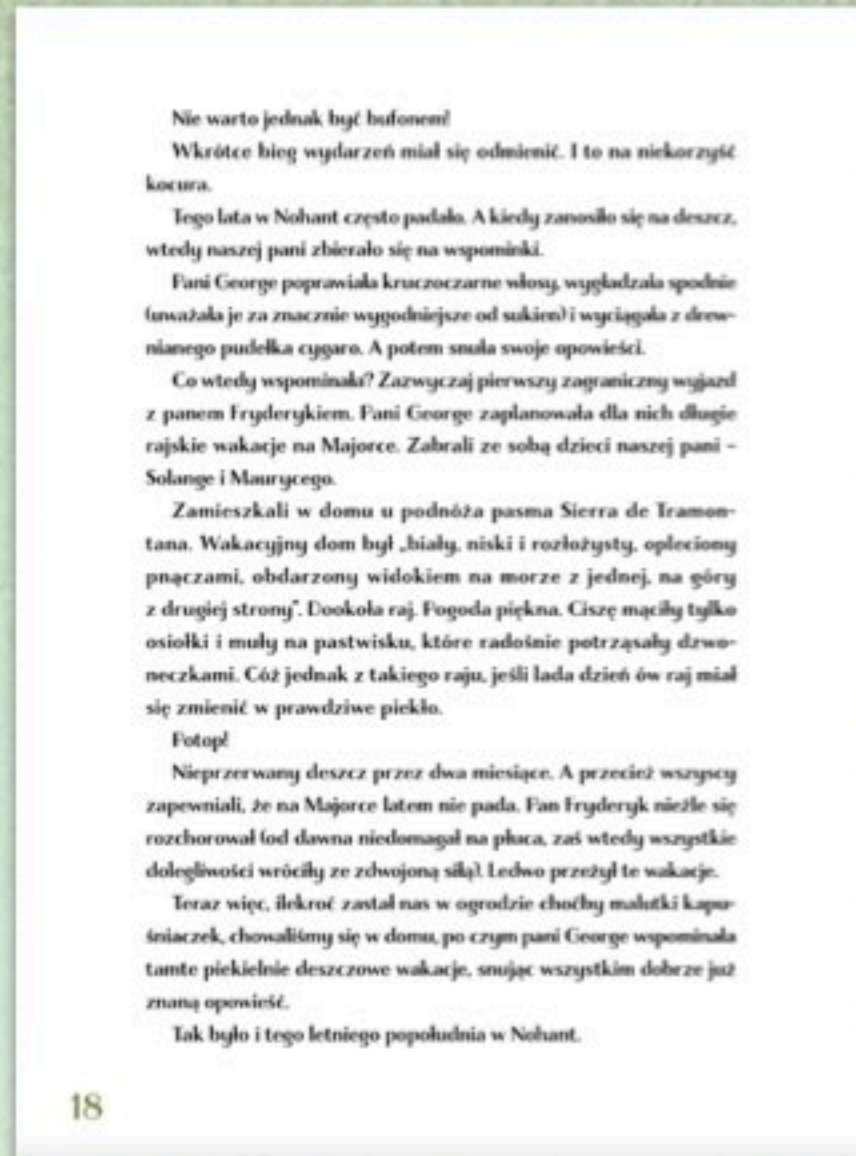 Nie warto jednak być bufonem!
Wkrótce bieg wydarzeń miał się odmienić. I to na niekorzyść
kocura.
Tego lata w Nohant często padało. A kiedy zanosiło się na deszcz,
wtedy naszej pani zbierało się na wspominki.
Pani George poprawiała kruczoczarne włosy, wygładzała spodnie
(uważała je za znacznie wygodniejsze od sukien) i wyciągała z drew-
nianego pudełka cygaro. A potem snuła swoje opowieści.
Co wtedy wspominała? Zazwyczaj pierwszy zagraniczny wyjazd
z panem Fryderykiem. Pani George zaplanowała dla nich długie
rajskie wakacje na Majorce. Zabrali ze sobą dzieci naszej pani –
Solange i Maurycego.
Zamieszkali w domu u podnóża pasma Sierra de Tramon-
tana. Wakacyjny dom był „biały, niski i rozłożysty, opleciony
pnączami, obdarzony widokiem na morze z jednej, na góry
z drugiej strony”. Dookoła raj. Pogoda piękna. Ciszę mąciły tylko
osiołki i muły na pastwisku, które radośnie potrząsały dzwo-
neczkami. Cóż jednak z takiego raju, jeśli lada dzień ów raj miał
się zmienić w prawdziwe piekło.
Potop!
Nieprzerwany deszcz przez dwa miesiące. A przecież wszyscy
zapewniali, że na Majorce latem nie pada. Pan Fryderyk nieźle się
rozchorował (od dawna niedomagał na płuca, zaś wtedy wszystkie
dolegliwości wróciły ze zdwojoną siłą). Ledwo przeżył te wakacje.
Teraz więc, ilekroć zastał nas w ogrodzie choćby malutki kapu-
śniaczek, chowaliśmy się w domu, po czym pani George wspominała
tamte piekielnie deszczowe wakacje, snując wszystkim dobrze już
znaną opowieść.
Tak było i tego letniego popołudnia w Nohant.
18